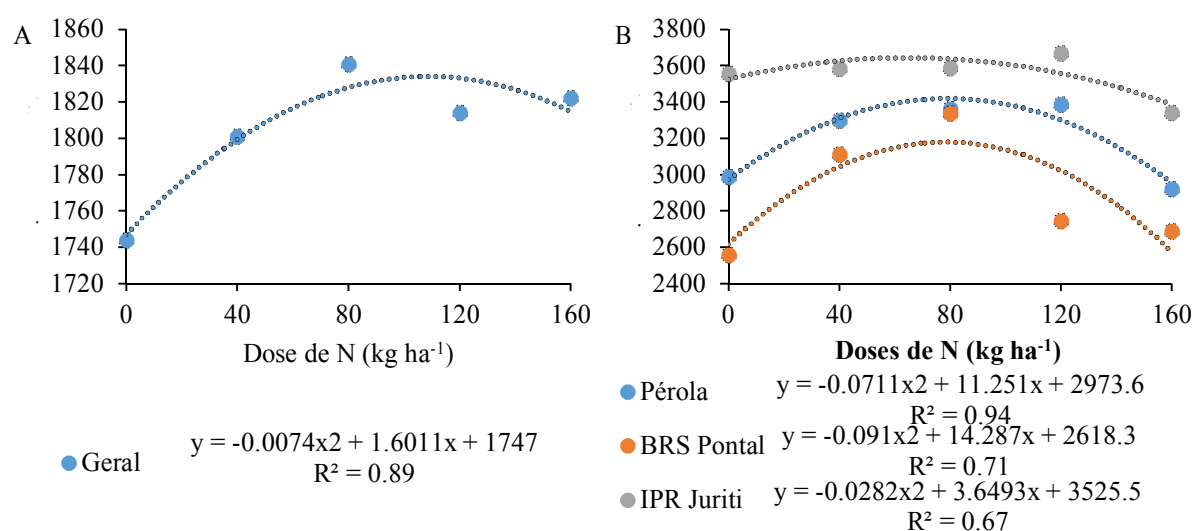 A
1860
1840
1820
1800
1780
1760
1740
1720
0 40 80 120 160
Dose de N (kg ha-1)
Geral
y = -0.0074x2 + 1.6011x + 1747
R² = 0.89
B
3800
3600
3400
3200
3000
2800
2600
2400
0 40 80 120 160
Doses de N (kg ha-1)
Pérola
y = -0.0711x2 + 11.251x + 2973.6
R² = 0.94
BRS Pontal
y = -0.091x2 + 14.287x + 2618.3
R² = 0.71
IPR Juriti
y = -0.0282x2 + 3.6493x + 3525.5
R² = 0.67